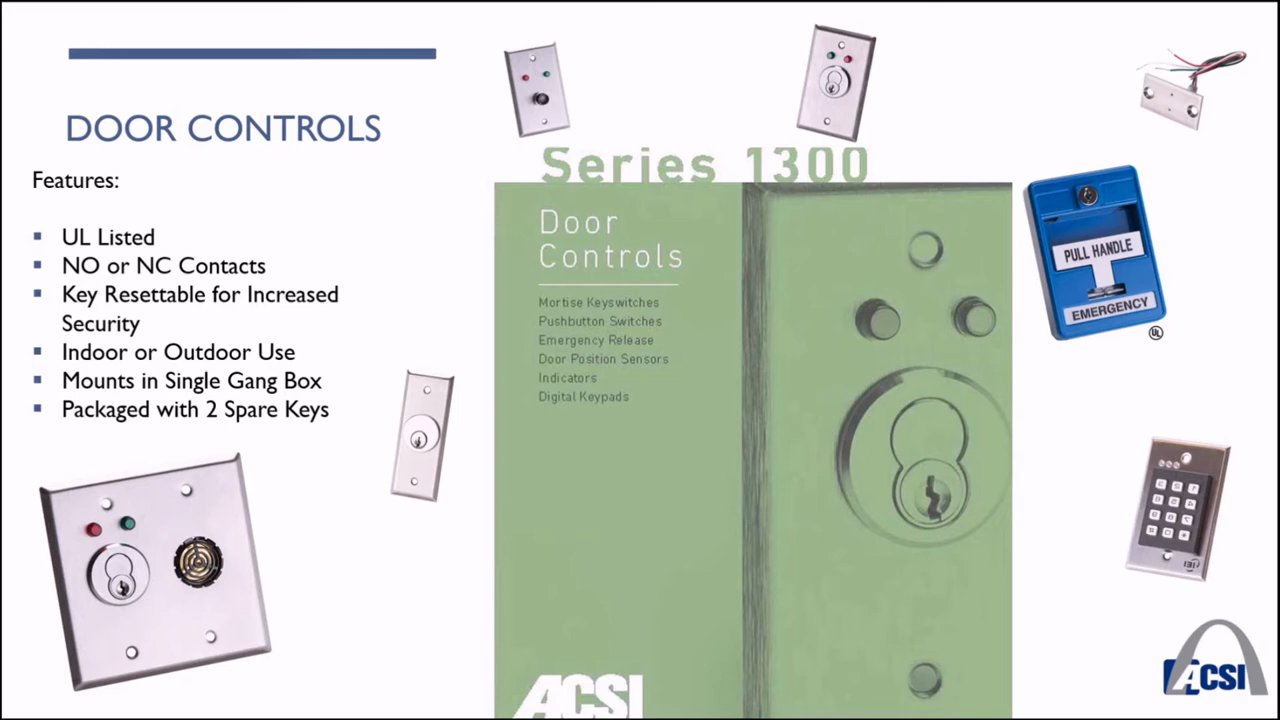 DOOR CONTROLS
Features:
UL Listed
NO or NC Contacts
Key Resettable for Increased
Security
Indoor or Outdoor Use
Mounts in Single Gang Box
Packaged with 2 Spare Keys
Series 1300
Door
Controls
Mortise Keyswitches
Pushbutton Switches
Emergency Release
Door Position Sensors
Indicators
Digital Keypads
ACSI
PULL HANDLE
EMERGENCY
UL
ACSI